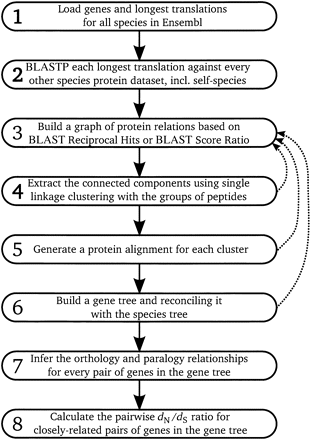 1 Load genes and longest translations
for all species in Ensembl
2 BLASTP each longest translation against every
other species protein dataset, incl. self-species
3 Build a graph of protein relations based on
BLAST Reciprocal Hits or BLAST Score Ratio
4 Extract the connected components using single
linkage clustering with the groups of peptides
5 Generate a protein alignment for each cluster
6 Build a gene tree and reconciling it
with the species tree
7 Infer the orthology and paralogy relationships
for every pair of genes in the gene tree
8 Calculate the pairwise dN/dS ratio for
closely-related pairs of genes in the gene tree